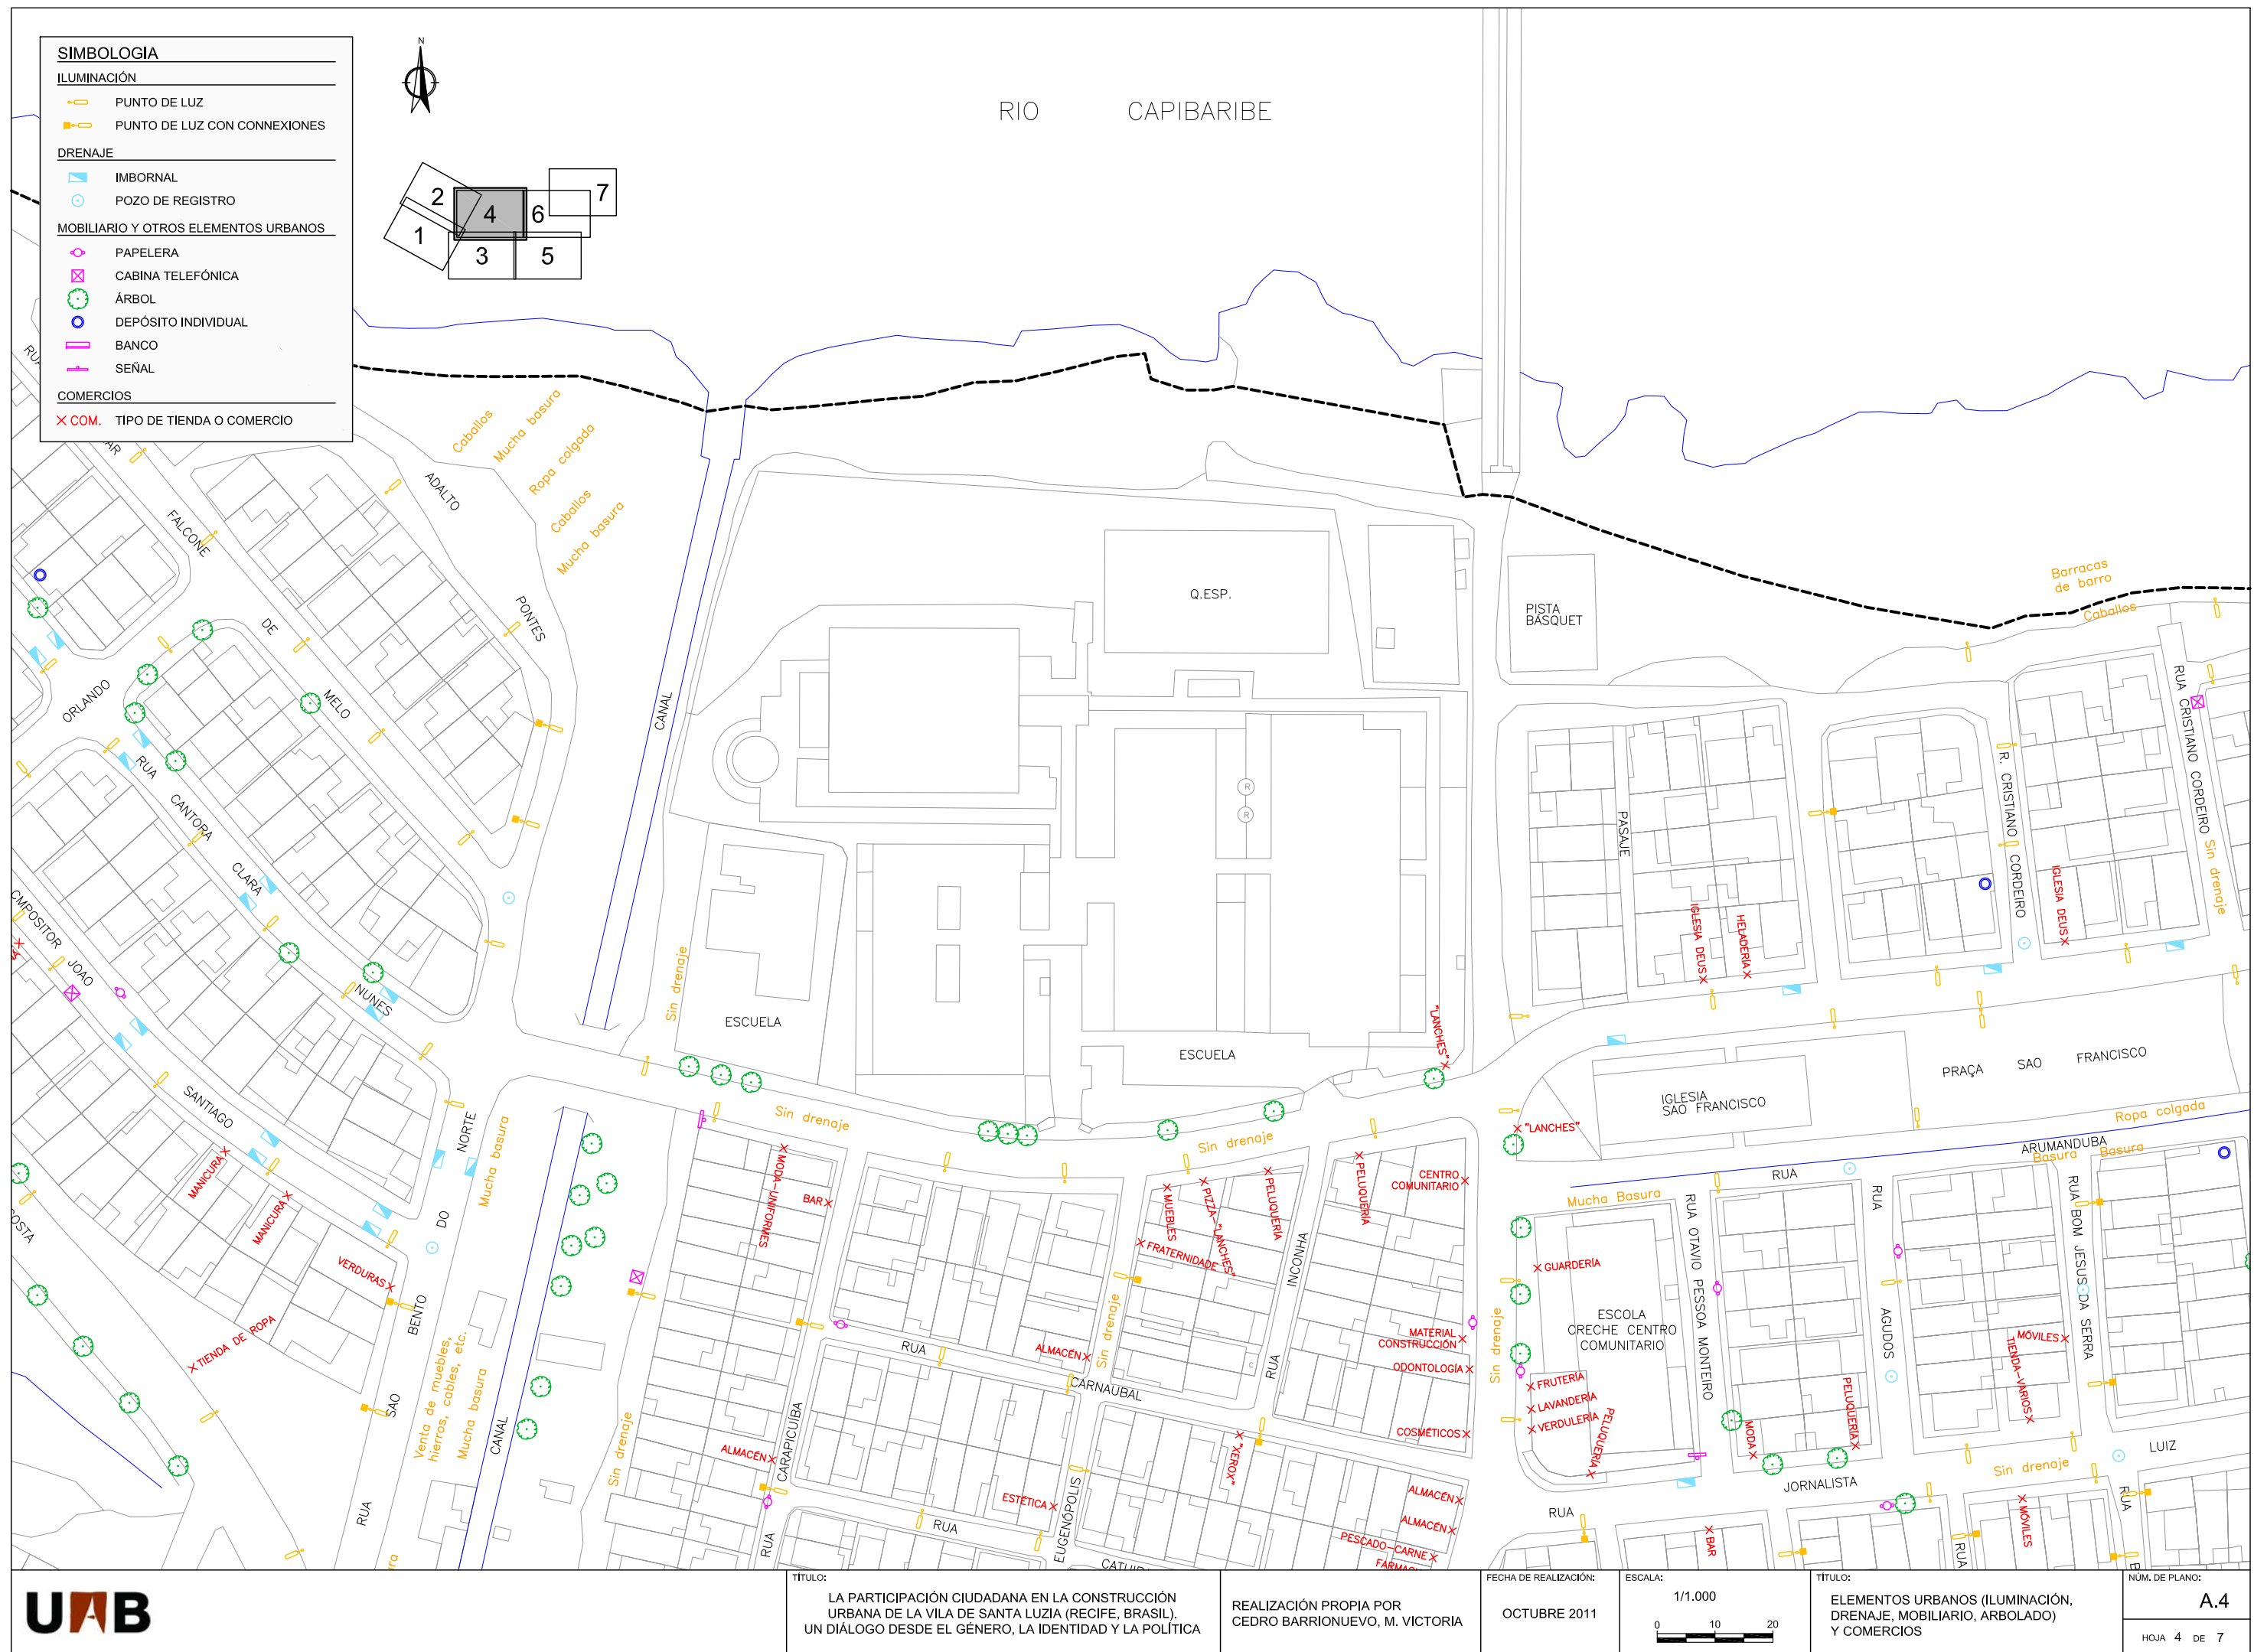 SIMBOLOGIA
ILUMINACIÓN
PUNTO DE LUZ
PUNTO DE LUZ CON CONNEXIONES
DRENAJE
IMBORNAL
POZO DE REGISTRO
MOBILIARIO Y OTROS ELEMENTOS URBANOS
PAPELERA
CABINA TELEFÓNICA
ÁRBOL
DEPÓSITO INDIVIDUAL
BANCO
SEÑAL
COMERCIOS
COM. TIPO DE TIENDA O COMERCIO
N
1
2
3
4
5
6
7
RIO CAPIBARIBE
Caballos
Mucha basura
Ropa colgada
Caballos
Mucha basura
ADALTO
PONTES
FALCONE
DE
MELO
ORLANDO
RUA
CANTORA
CLARA
NUNES
JOAO
SANTIAGO
CANAL
Q.ESP.
PISTA
BASQUET
Barracas
de barro
Caballos
RUA CRISTIANO CORDEIRO
Sin drenaje
R. CRISTIANO CORDEIRO
PASAJE
IGLESIA DEUS
HELADERÍA
IGLESIA DEUS
R
R
Sin drenaje
ESCUELA
ESCUELA
"LANCHES"
PRAÇA SAO FRANCISCO
IGLESIA
SAO FRANCISCO
"LANCHES"
Ropa colgada
RUA ARUMANDUBA
Basura
Basura
Mucha Basura
Sin drenaje
Sin drenaje
MANICURA
MANICURA
VERDURAS
TIENDA DE ROPA
RUA SAO BENTO DO NORTE
Mucha basura
Venta de muebles,
hierros, cables, etc.
Mucha basura
CANAL
Sin drenaje
MODA-UNIFORMES
BAR
MUEBLES
PIZZA-"LANCHES"
PELUQUERÍA
FRATERNIDADE
PELUQUERÍA
CENTRO
COMUNITARIO
RUA INCONHA
Sin drenaje
ALMACÉN
RUA CARNAUBAL
MATERIAL
CONSTRUCCIÓN
ODONTOLOGÍA
COSMÉTICOS
Sin drenaje
GUARDERÍA
ESCOLA
CRECHE CENTRO
COMUNITARIO
FRUTERÍA
LAVANDERÍA
VERDULERÍA
PELUQUERÍA
RUA OTAVIO PESSOA MONTEIRO
MODA
PELUQUERÍA
RUA AGUDOS
RUA BOM JESUS DA SERRA
MÓVILES
TIENDA-VARIOS
Sin drenaje
RUA JORNALISTA LUIZ
ALMACÉN
RUA CARAPICUIBA
ESTÉTICA
RUA
EUGENÓPOLIS
"XEROX"
ALMACÉN
ALMACÉN
PESCADO-CARNE
BAR
RUA
MÓVILES
RUA
UAB
TÍTULO:
LA PARTICIPACIÓN CIUDADANA EN LA CONSTRUCCIÓN
URBANA DE LA VILA DE SANTA LUZIA (RECIFE, BRASIL).
UN DIÁLOGO DESDE EL GÉNERO, LA IDENTIDAD Y LA POLÍTICA
REALIZACIÓN PROPIA POR
CEDRO BARRIONUEVO, M. VICTORIA
FECHA DE REALIZACIÓN:
OCTUBRE 2011
ESCALA:
1/1.000
0 10 20
TÍTULO:
ELEMENTOS URBANOS (ILUMINACIÓN,
DRENAJE, MOBILIARIO, ARBOLADO)
Y COMERCIOS
NÚM. DE PLANO:
A.4
HOJA 4 DE 7